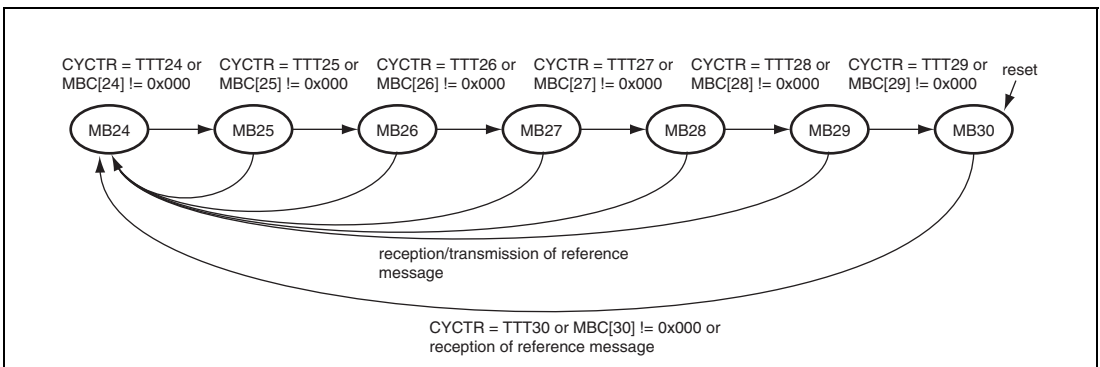 CYCTR = TTT24 or
MBC[24] != 0x000
CYCTR = TTT25 or
MBC[25] != 0x000
CYCTR = TTT26 or
MBC[26] != 0x000
CYCTR = TTT27 or
MBC[27] != 0x000
CYCTR = TTT28 or
MBC[28] != 0x000
CYCTR = TTT29 or
MBC[29] != 0x000
reset
MB24
MB25
MB26
MB27
MB28
MB29
MB30
reception/transmission of reference
message
CYCTR = TTT30 or MBC[30] != 0x000 or
reception of reference message